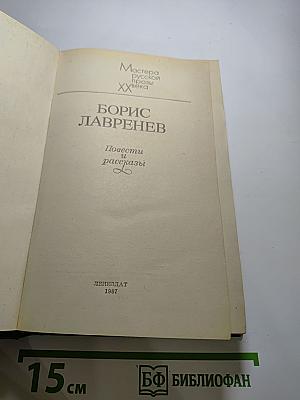 Мастера
русской
прозы
XX века
БОРИС
ЛАВРЕНЕВ
Повести
и
рассказы
ЛЕНИЗДАТ
1987
15 см
БФ БИБЛИОФАН